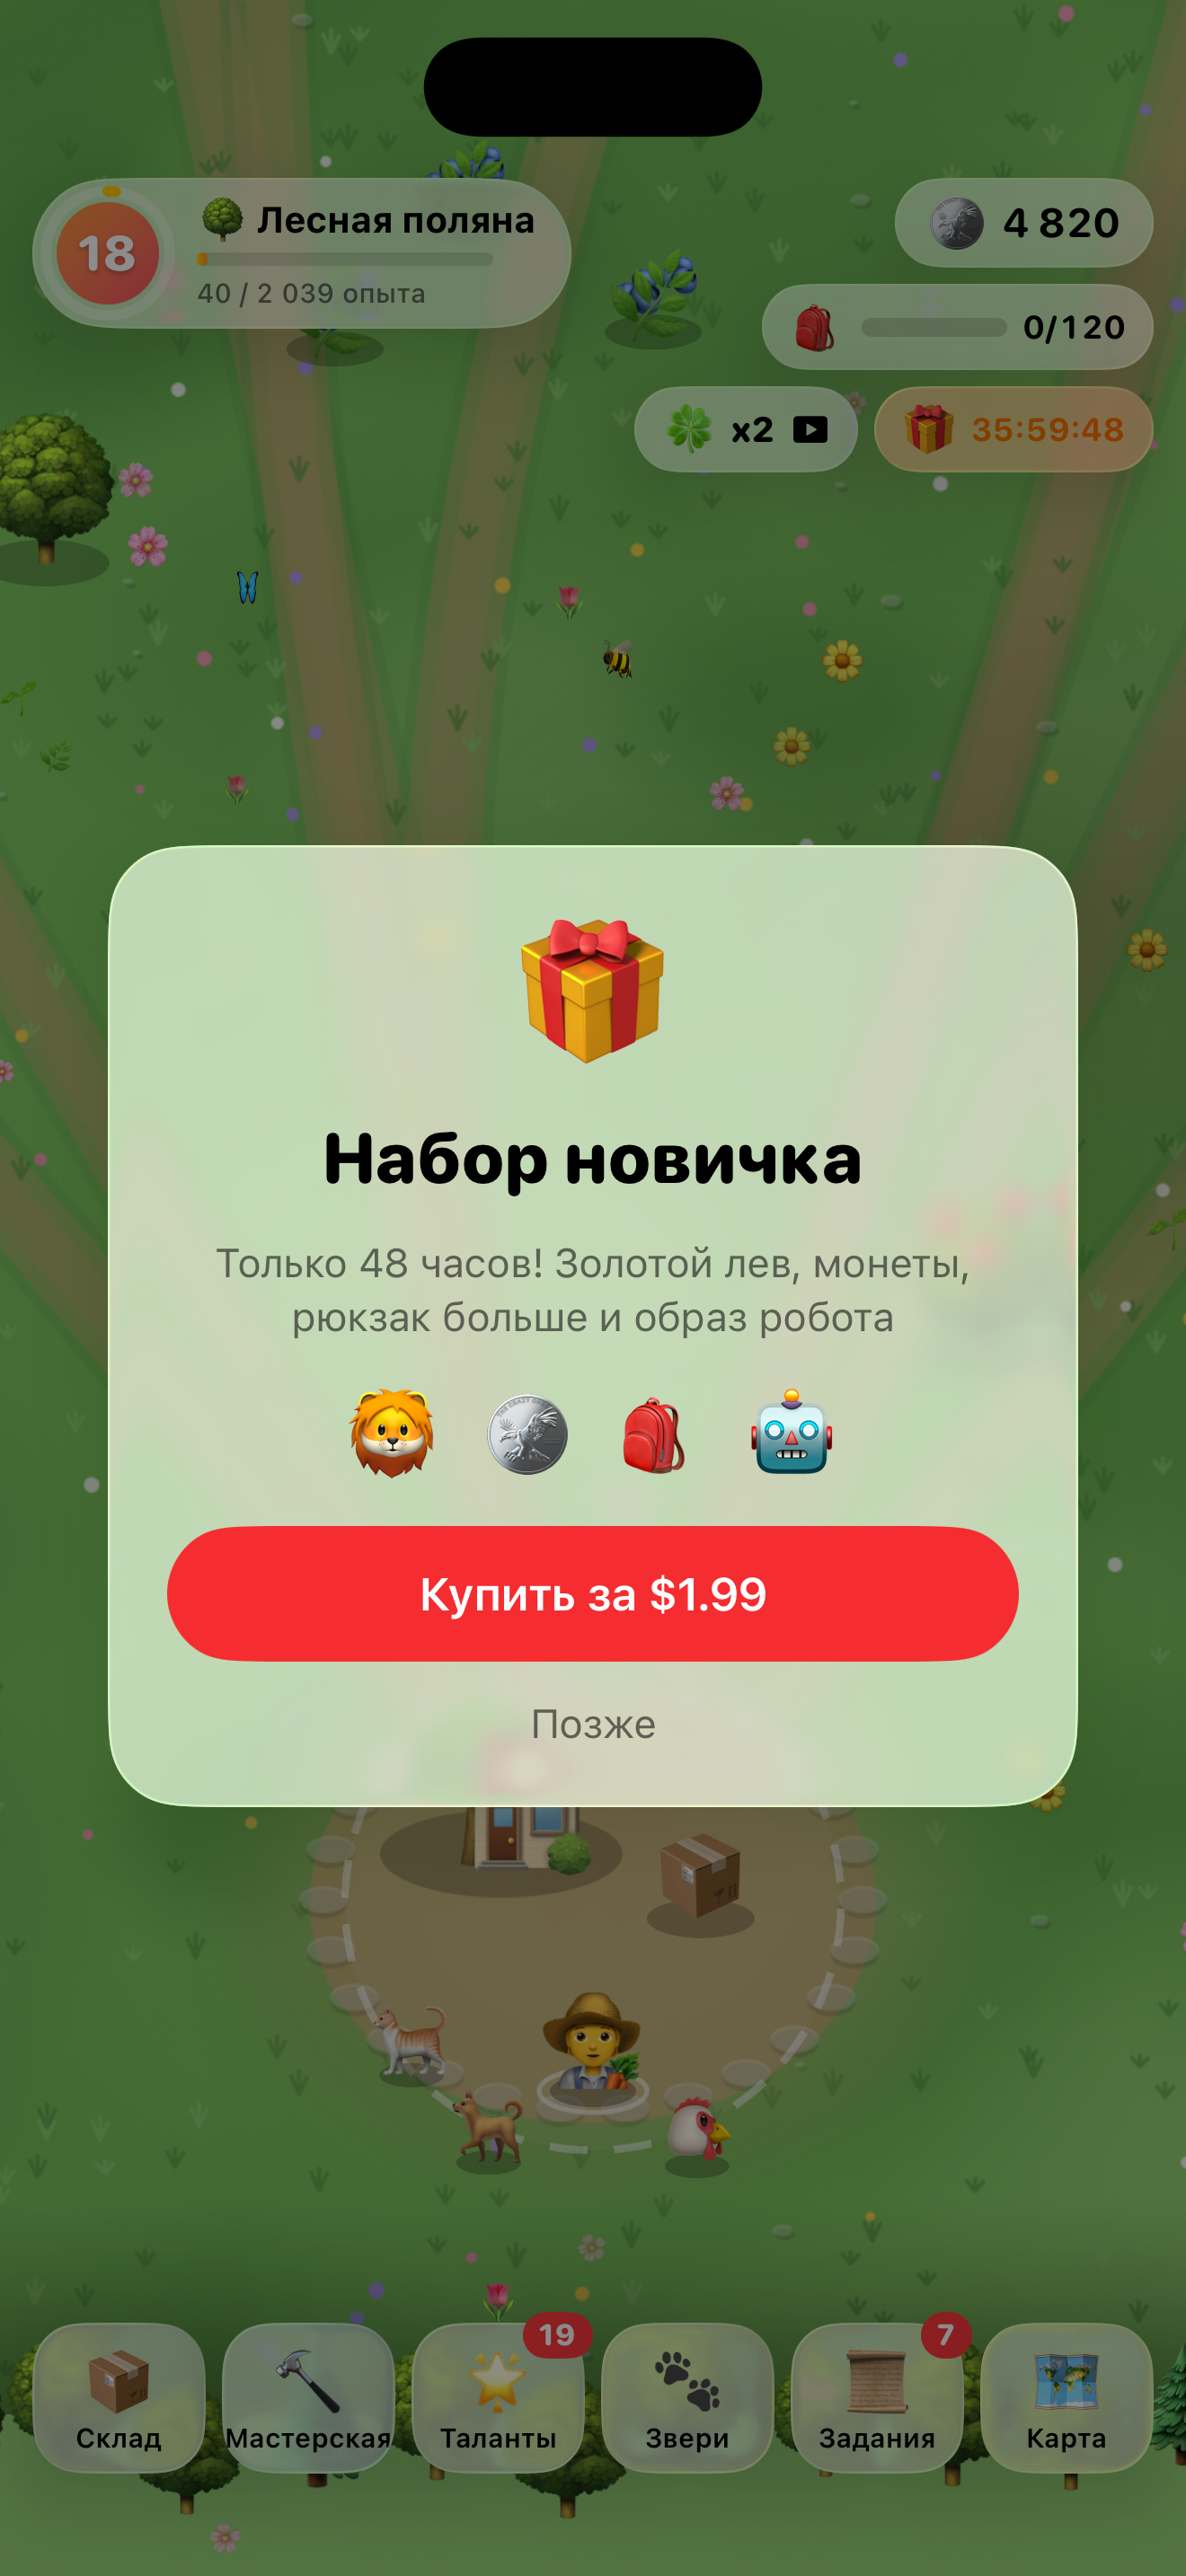 18
Лесная поляна
40 / 2 039 опыта
4 820
0/120
x2
35:59:48
Набор новичка
Только 48 часов! Золотой лев, монеты,
рюкзак больше и образ робота
Купить за $1.99
Позже
19
7
Склад
Мастерская
Таланты
Звери
Задания
Карта